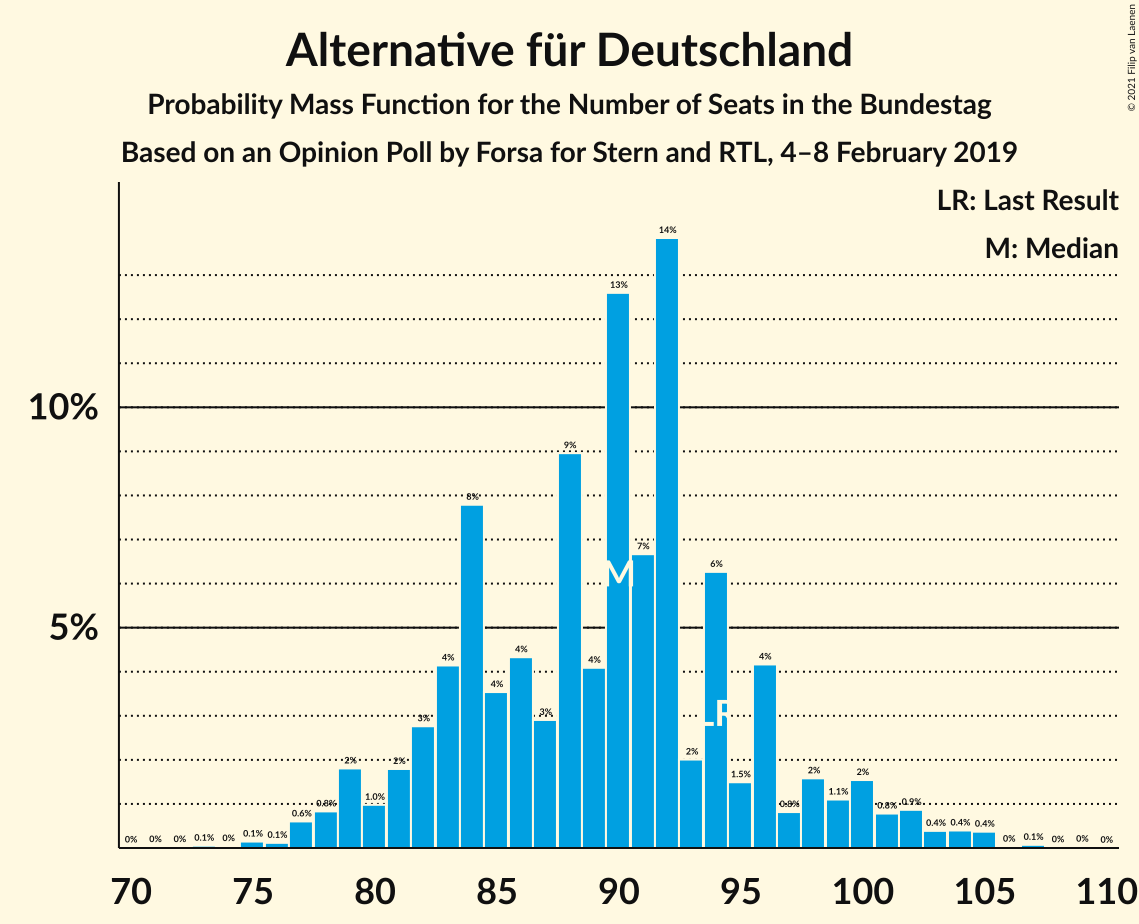 Alternative für Deutschland
Probability Mass Function for the Number of Seats in the Bundestag
Based on an Opinion Poll by Forsa for Stern and RTL, 4–8 February 2019
© 2021 Filip van Laenen
LR: Last Result
M: Median
10%
5%
0% 0% 0% 0.1% 0% 0.1% 0.1% 0.6% 0.8% 2% 1.0% 2% 3% 4% 8% 4% 4% 3% 9% 4% 13% 7% 14% 2% 6% 1.5% 4% 0.8% 2% 1.1% 2% 0.8% 0.9% 0.4% 0.4% 0.4% 0% 0.1% 0% 0% 0%
M
LR
70 75 80 85 90 95 100 105 110